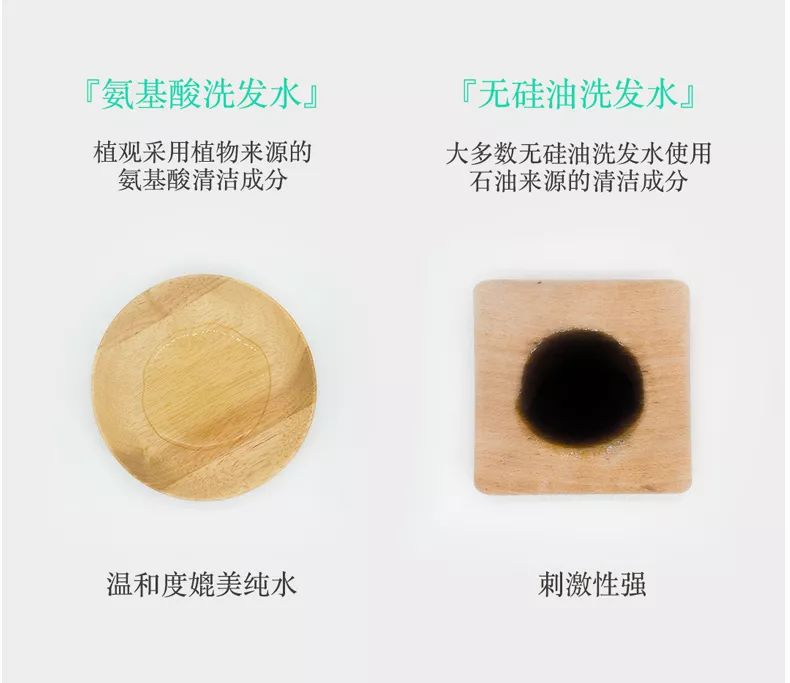 『氨基酸洗发水』
植观采用植物来源的
氨基酸清洁成分
温和度媲美纯水
『无硅油洗发水』
大多数无硅油洗发水使用
石油来源的清洁成分
刺激性强